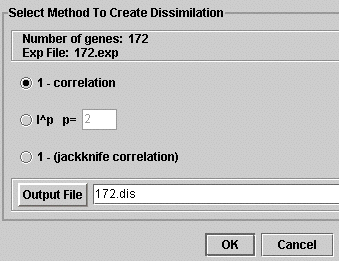 Select Method To Create Dissimilation
Number of genes: 172
Exp File: 172.exp
1 - correlation
l^p p= 2
1 - (jackknife correlation)
Output File 172.dis
OK Cancel